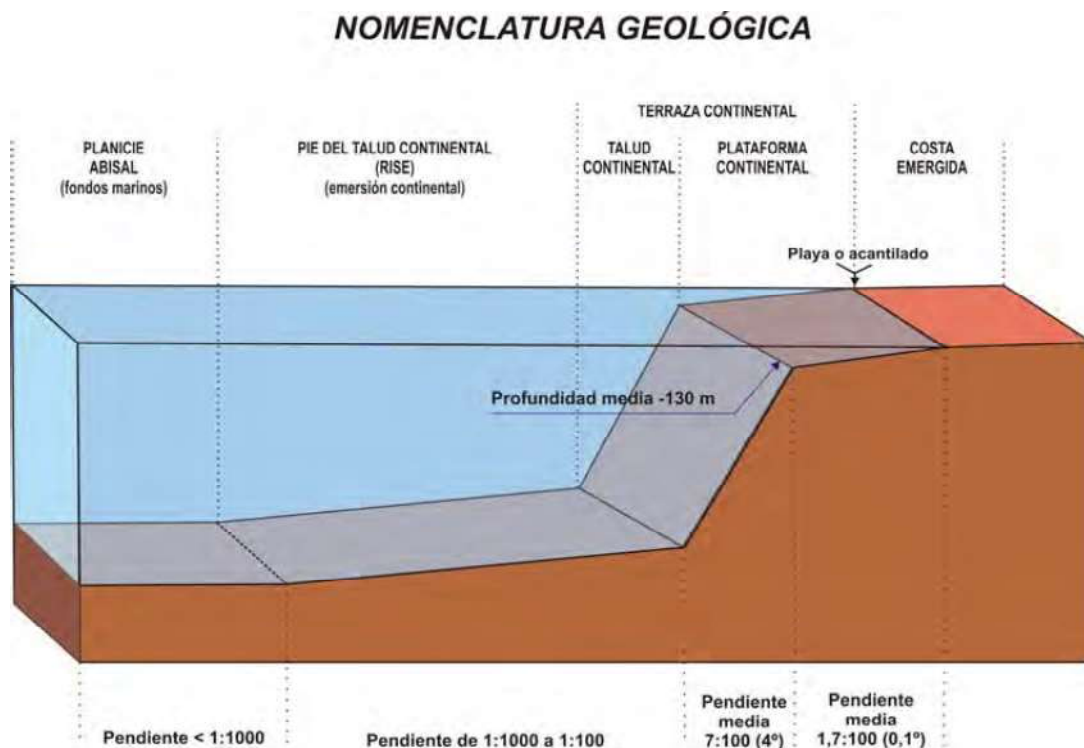 NOMENCLATURA GEOLÓGICA
TERRAZA CONTINENTAL
PLANICIE
ABISAL
(fondos marinos)
PIE DEL TALUD CONTINENTAL
(RISE)
(emersión continental)
TALUD
CONTINENTAL
PLATAFORMA
CONTINENTAL
COSTA
EMERGIDA
Playa o acantilado
Profundidad media -130 m
Pendiente < 1:1000
Pendiente de 1:1000 a 1:100
Pendiente
media
7:100 (4º)
Pendiente
media
1,7:100 (0,1º)